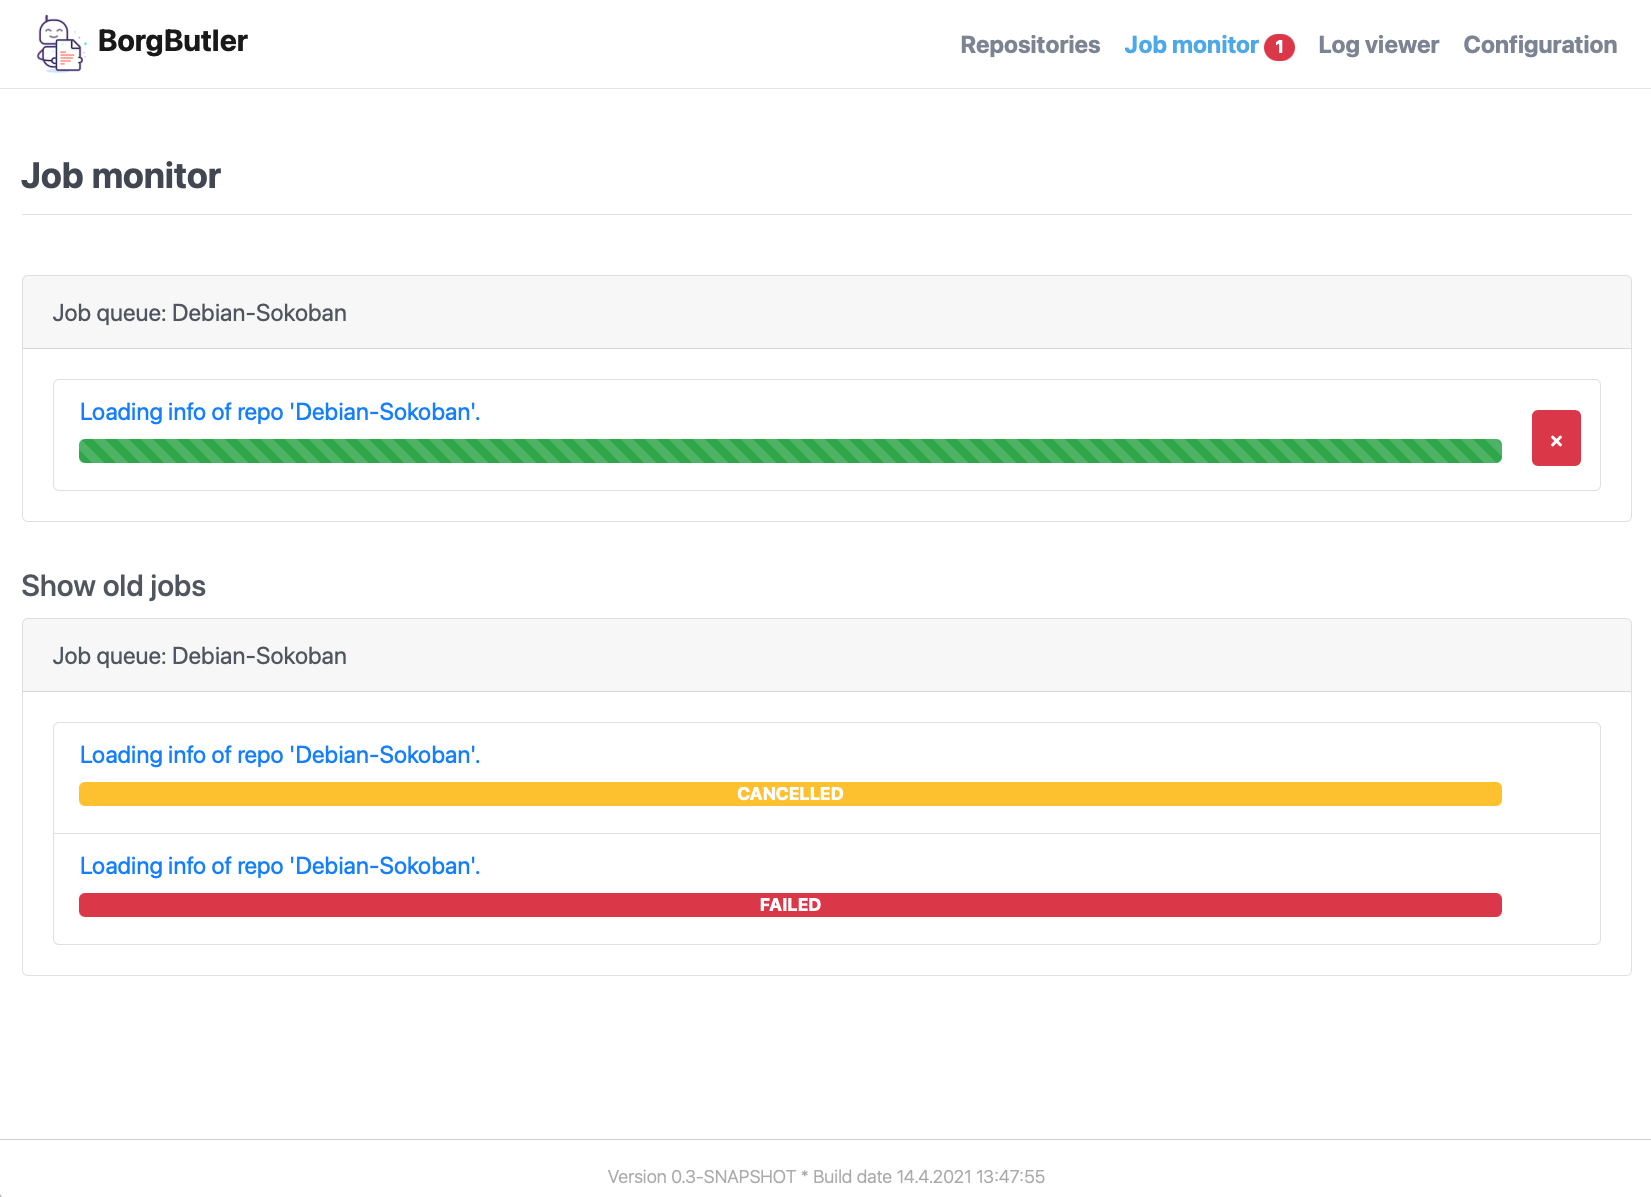 BorgButler
Repositories Job monitor 1 Log viewer Configuration
Job monitor
Job queue: Debian-Sokoban
Loading info of repo 'Debian-Sokoban'.
×
Show old jobs
Job queue: Debian-Sokoban
Loading info of repo 'Debian-Sokoban'.
CANCELLED
Loading info of repo 'Debian-Sokoban'.
FAILED
Version 0.3-SNAPSHOT * Build date 14.4.2021 13:47:55